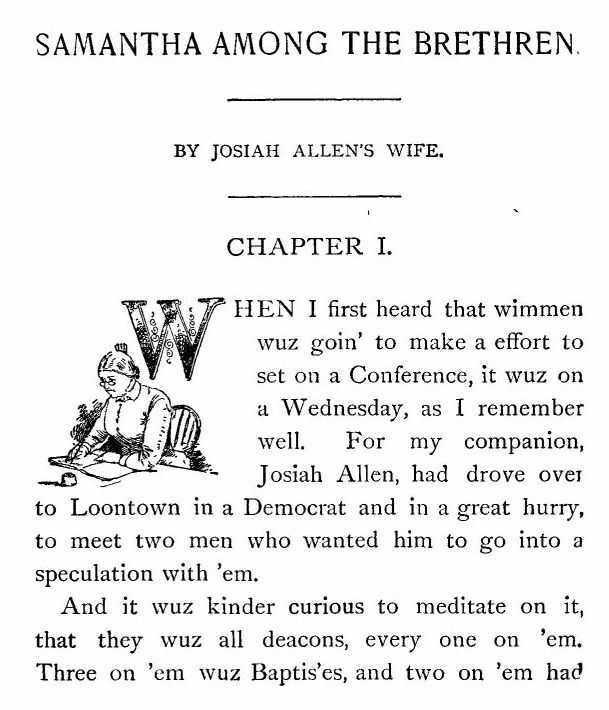 SAMANTHA AMONG THE BRETHREN.
BY JOSIAH ALLEN'S WIFE.
CHAPTER I.
WHEN I first heard that wimmen
wuz goin' to make a effort to
set on a Conference, it wuz on
a Wednesday, as I remember
well. For my companion,
Josiah Allen, had drove over
to Loontown in a Democrat and in a great hurry,
to meet two men who wanted him to go into a
speculation with 'em.
And it wuz kinder curious to meditate on it,
that they wuz all deacons, every one on 'em.
Three on 'em wuz Baptis'es, and two on 'em had